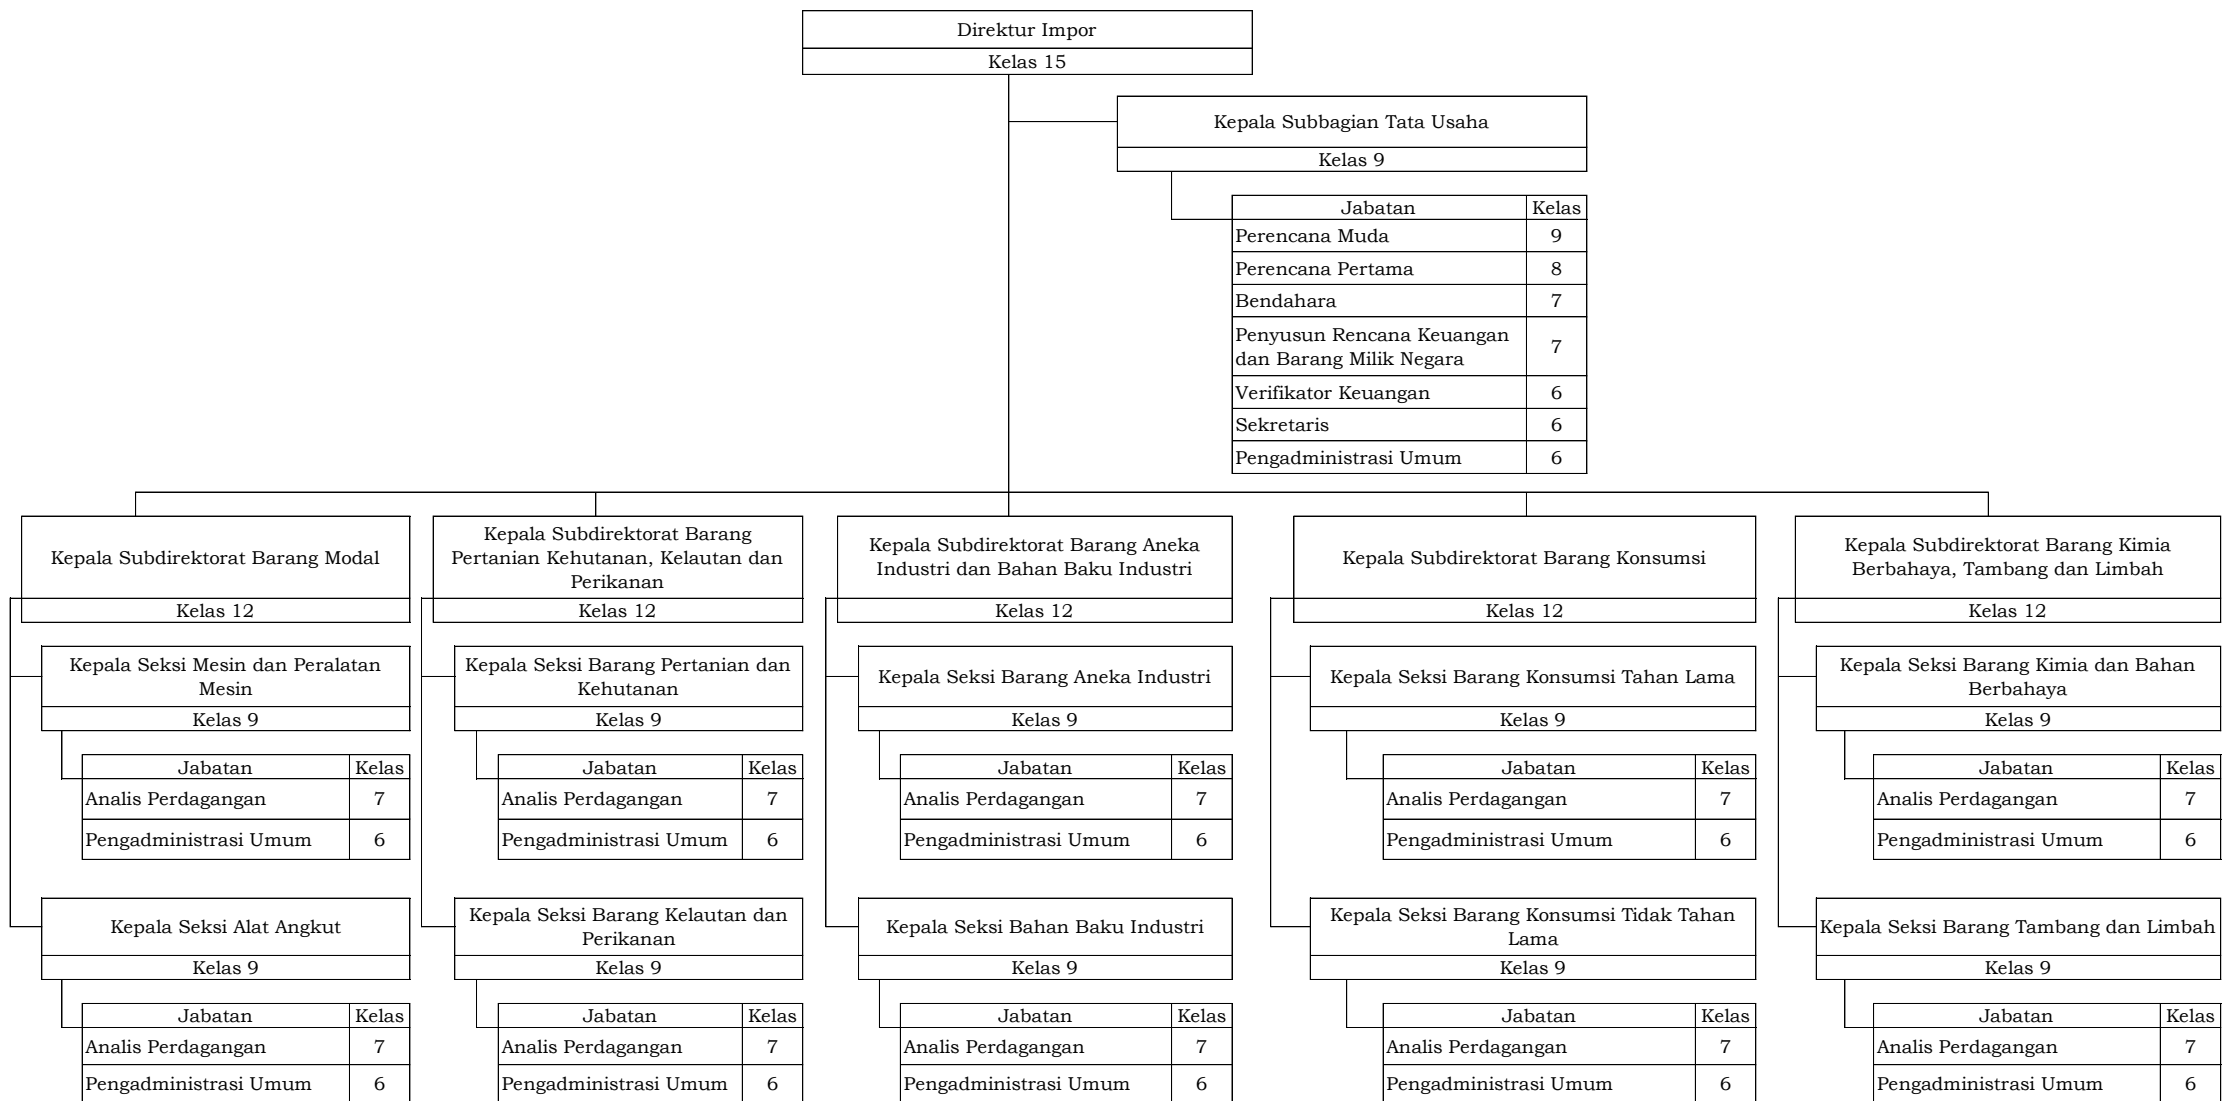 Direktur Impor
Kelas 15
Kepala Subbagian Tata Usaha
Kelas 9
Jabatan Kelas
Perencana Muda 9
Perencana Pertama 8
Bendahara 7
Penyusun Rencana Keuangan
dan Barang Milik Negara 7
Verifikator Keuangan 6
Sekretaris 6
Pengadministrasi Umum 6
Kepala Subdirektorat Barang Modal
Kelas 12
Kepala Seksi Mesin dan Peralatan
Mesin
Kelas 9
Jabatan Kelas
Analis Perdagangan 7
Pengadministrasi Umum 6
Kepala Seksi Alat Angkut
Kelas 9
Jabatan Kelas
Analis Perdagangan 7
Pengadministrasi Umum 6
Kepala Subdirektorat Barang
Pertanian Kehutanan, Kelautan dan
Perikanan
Kelas 12
Kepala Seksi Barang Pertanian dan
Kehutanan
Kelas 9
Jabatan Kelas
Analis Perdagangan 7
Pengadministrasi Umum 6
Kepala Seksi Barang Kelautan dan
Perikanan
Kelas 9
Jabatan Kelas
Analis Perdagangan 7
Pengadministrasi Umum 6
Kepala Subdirektorat Barang Aneka
Industri dan Bahan Baku Industri
Kelas 12
Kepala Seksi Barang Aneka Industri
Kelas 9
Jabatan Kelas
Analis Perdagangan 7
Pengadministrasi Umum 6
Kepala Seksi Bahan Baku Industri
Kelas 9
Jabatan Kelas
Analis Perdagangan 7
Pengadministrasi Umum 6
Kepala Subdirektorat Barang Konsumsi
Kelas 12
Kepala Seksi Barang Konsumsi Tahan Lama
Kelas 9
Jabatan Kelas
Analis Perdagangan 7
Pengadministrasi Umum 6
Kepala Seksi Barang Konsumsi Tidak Tahan
Lama
Kelas 9
Jabatan Kelas
Analis Perdagangan 7
Pengadministrasi Umum 6
Kepala Subdirektorat Barang Kimia
Berbahaya, Tambang dan Limbah
Kelas 12
Kepala Seksi Barang Kimia dan Bahan
Berbahaya
Kelas 9
Jabatan Kelas
Analis Perdagangan 7
Pengadministrasi Umum 6
Kepala Seksi Barang Tambang dan Limbah
Kelas 9
Jabatan Kelas
Analis Perdagangan 7
Pengadministrasi Umum 6